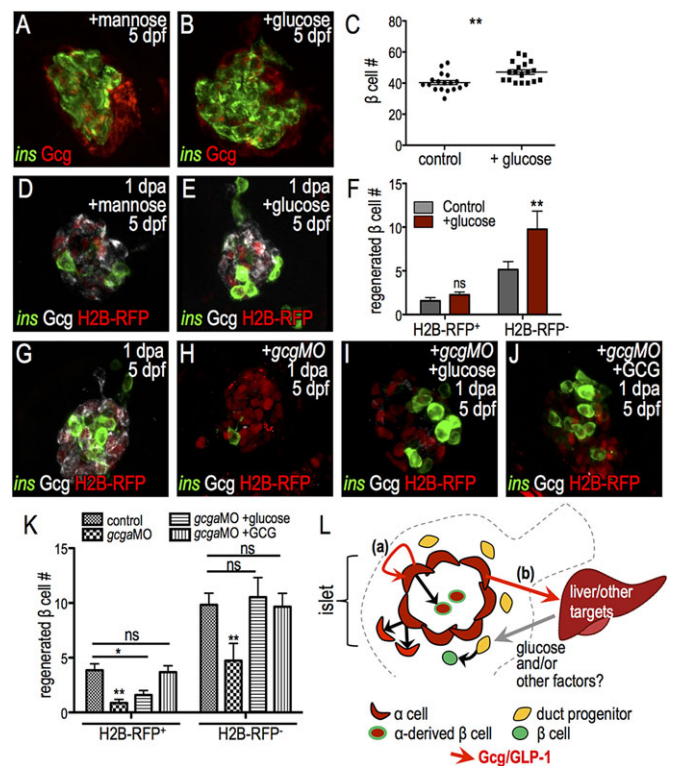 A
+mannose
5 dpf
ins Gcg
B
+glucose
5 dpf
ins Gcg
C
**
β cell #
80
60
40
20
0
control
+ glucose
D
1 dpa
+mannose
5 dpf
ins Gcg H2B-RFP
E
1 dpa
+glucose
5 dpf
ins Gcg H2B-RFP
F
regenerated β cell #
15
10
5
0
Control
+glucose
ns
**
H2B-RFP+
H2B-RFP-
G
1 dpa
5 dpf
ins Gcg H2B-RFP
H
+gcgMO
1 dpa
5 dpf
ins Gcg H2B-RFP
I
+gcgMO
+glucose
1 dpa
5 dpf
ins Gcg H2B-RFP
J
+gcgMO
+GCG
1 dpa
5 dpf
ins Gcg H2B-RFP
K
control
gcgaMO
gcgaMO +glucose
gcgaMO +GCG
regenerated β cell #
15
10
5
0
ns
*
**
ns
ns
**
H2B-RFP+
H2B-RFP-
L
islet
(a)
(b)
liver/other
targets
glucose
and/or
other factors?
α cell
duct progenitor
α-derived β cell
β cell
Gcg/GLP-1